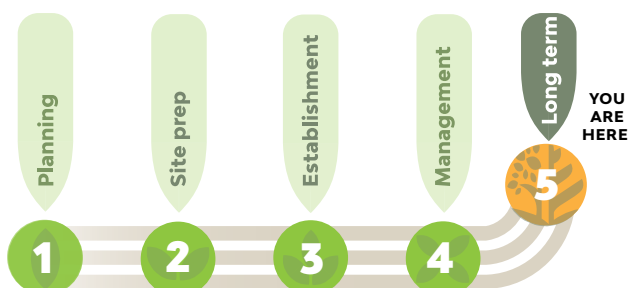 Planning
Site prep
Establishment
Management
Long term
YOU
ARE
HERE
1
2
3
4
5